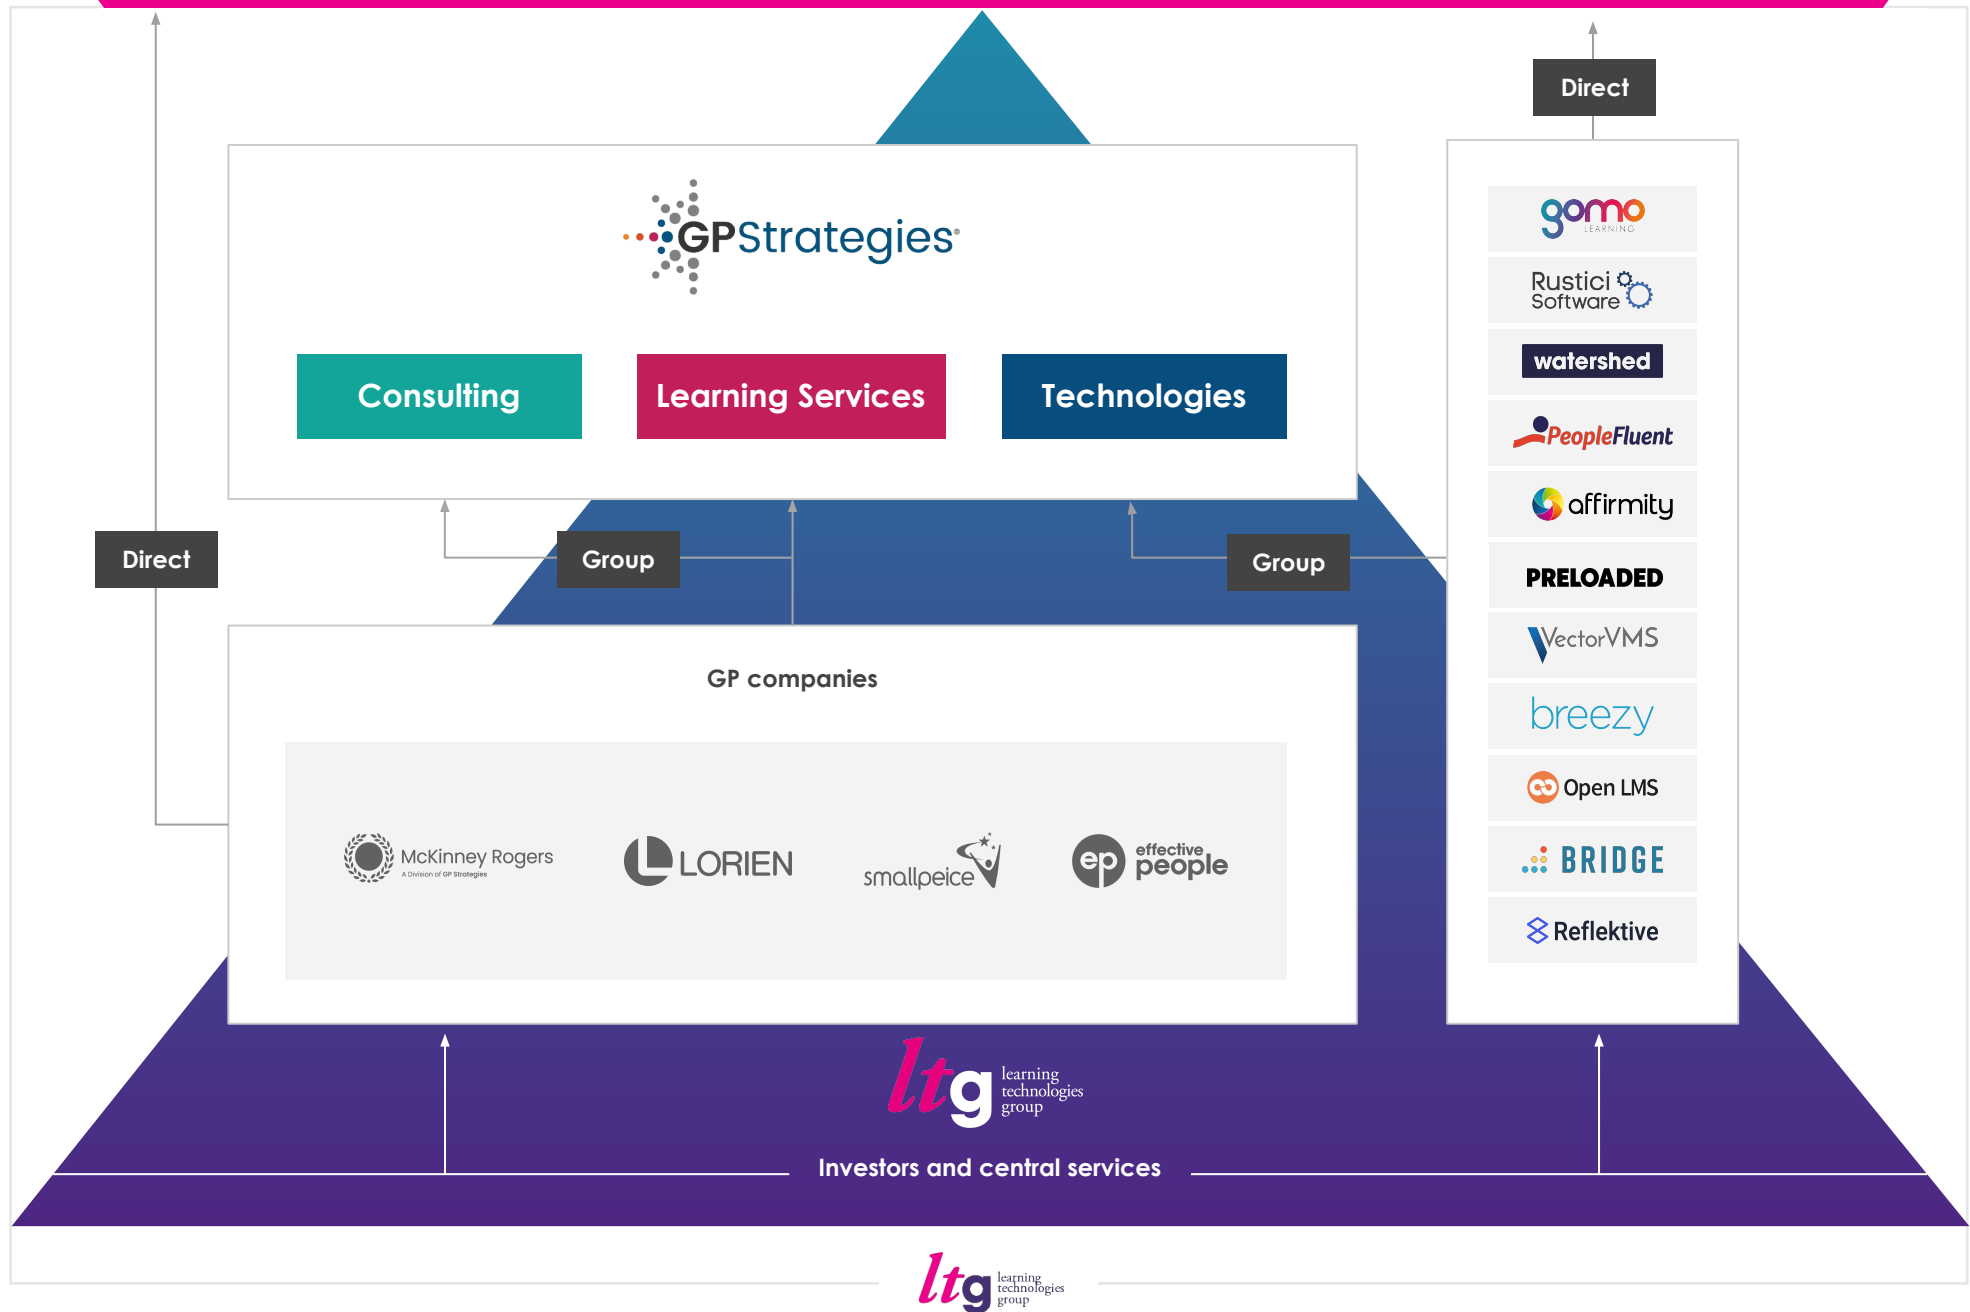 Direct
GPStrategies®
Consulting
Learning Services
Technologies
Direct
Group
Group
GP companies
McKinney Rogers
A Division of GP Strategies
LORIEN
smallpeice
ep
effective
people
gomo
LEARNING
Rustici
Software
watershed
PeopleFluent
affirmity
PRELOADED
VectorVMS
breezy
Open LMS
BRIDGE
Reflektive
ltg
learning
technologies
group
Investors and central services
ltg
learning
technologies
group